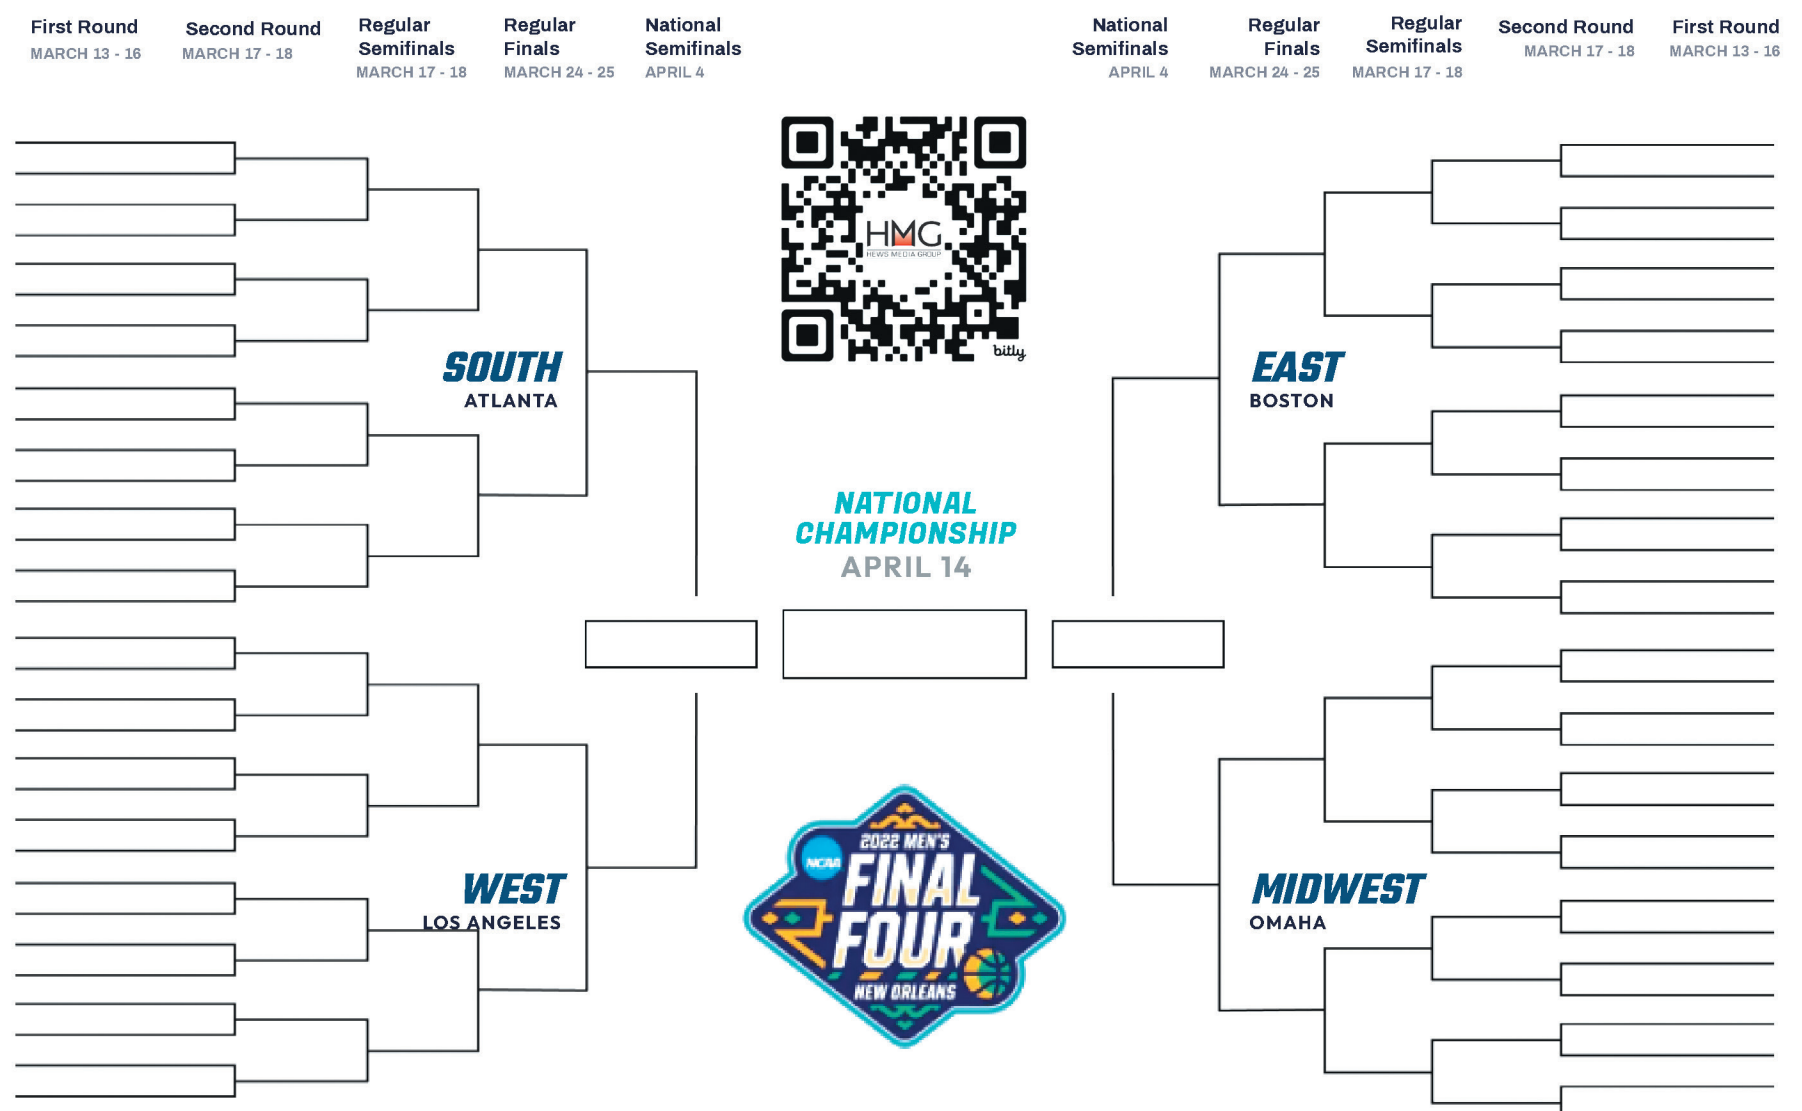 First Round
MARCH 13 - 16
Second Round
MARCH 17 - 18
Regular
Semifinals
MARCH 17 - 18
Regular
Finals
MARCH 24 - 25
National
Semifinals
APRIL 4
National
Semifinals
APRIL 4
Regular
Finals
MARCH 24 - 25
Regular
Semifinals
MARCH 17 - 18
Second Round
MARCH 17 - 18
First Round
MARCH 13 - 16
HMG
HEWS MEDIA GROUP
bitly
SOUTH
ATLANTA
EAST
BOSTON
NATIONAL
CHAMPIONSHIP
APRIL 14
WEST
LOS ANGELES
MIDWEST
OMAHA
2022 MEN'S
NCAA
FINAL
FOUR
NEW ORLEANS